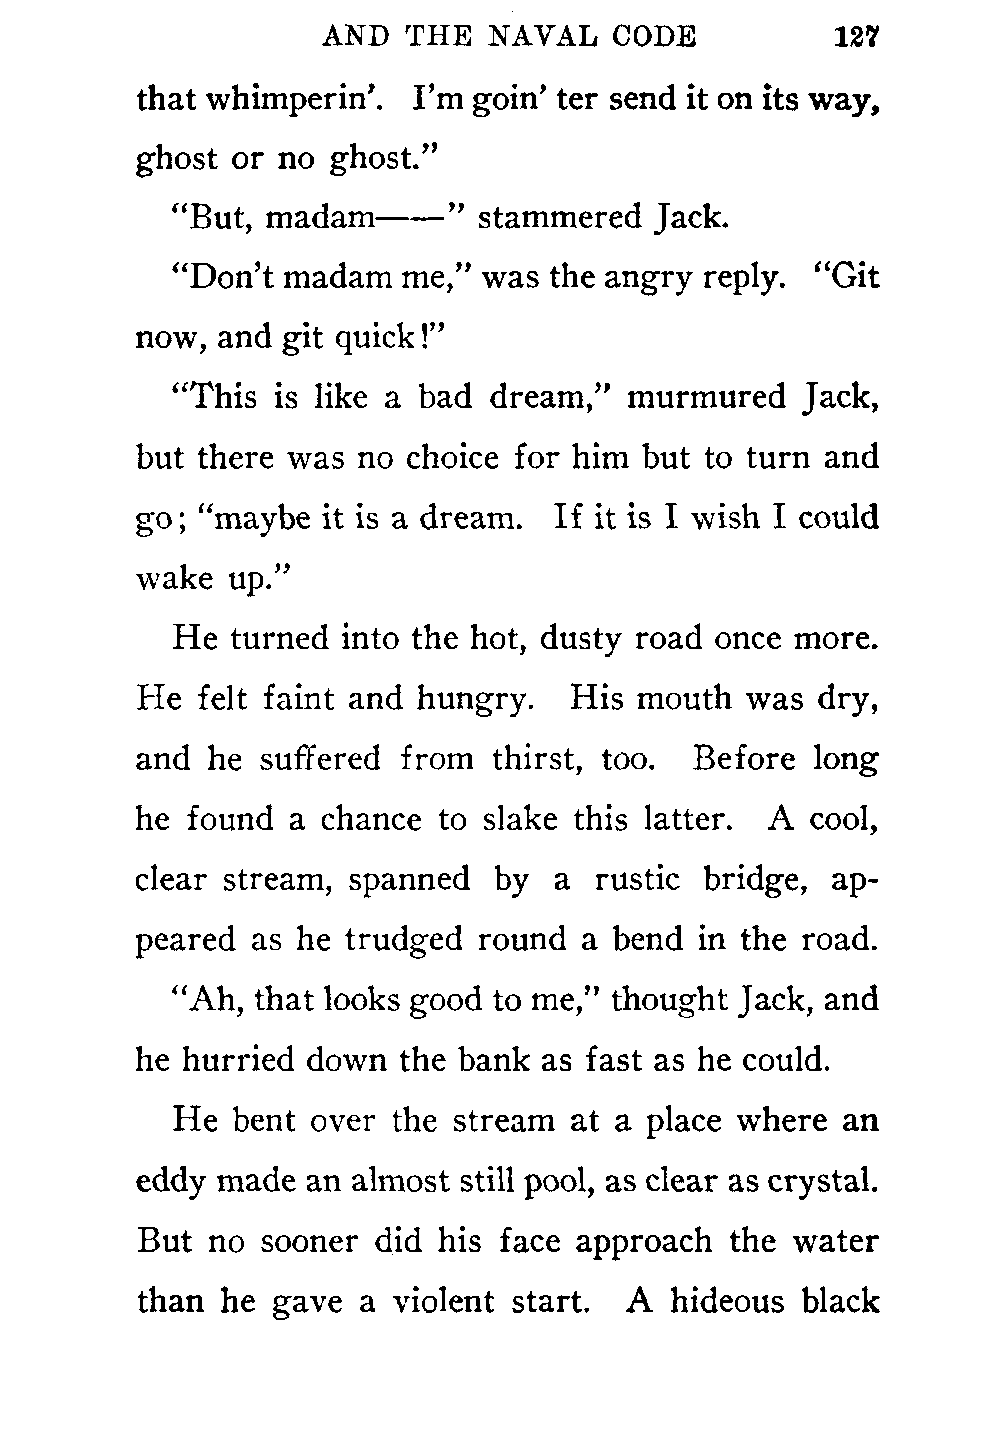 AND THE NAVAL CODE 127
that whimperin'. I'm goin' ter send it on its way,
ghost or no ghost."
"But, madam——" stammered Jack.
"Don't madam me," was the angry reply. "Git
now, and git quick!"
"This is like a bad dream," murmured Jack,
but there was no choice for him but to turn and
go; "maybe it is a dream. If it is I wish I could
wake up."
He turned into the hot, dusty road once more.
He felt faint and hungry. His mouth was dry,
and he suffered from thirst, too. Before long
he found a chance to slake this latter. A cool,
clear stream, spanned by a rustic bridge, ap-
peared as he trudged round a bend in the road.
"Ah, that looks good to me," thought Jack, and
he hurried down the bank as fast as he could.
He bent over the stream at a place where an
eddy made an almost still pool, as clear as crystal.
But no sooner did his face approach the water
than he gave a violent start. A hideous black